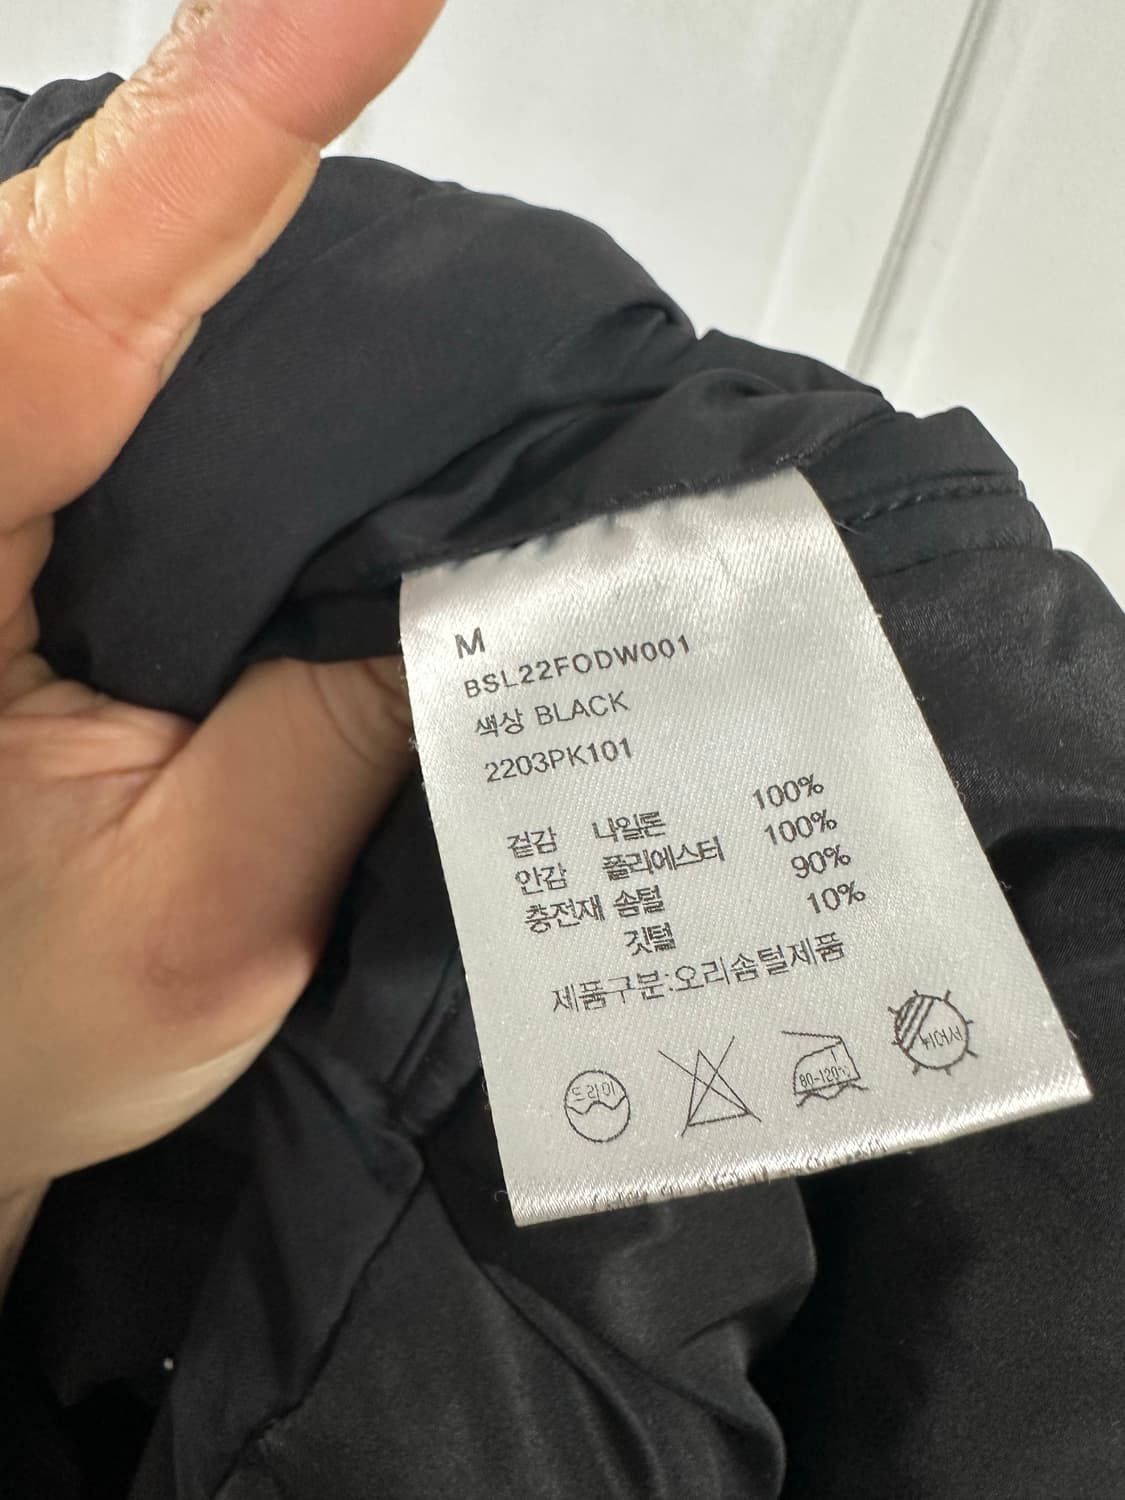 M
BSL22FODW001
색상 BLACK
2203PK101
겉감 나일론 100%
안감 폴리에스터 100%
충전재 솜털 90%
깃털 10%
제품구분:오리솜털제품
드라이
80-120℃
뉘어서